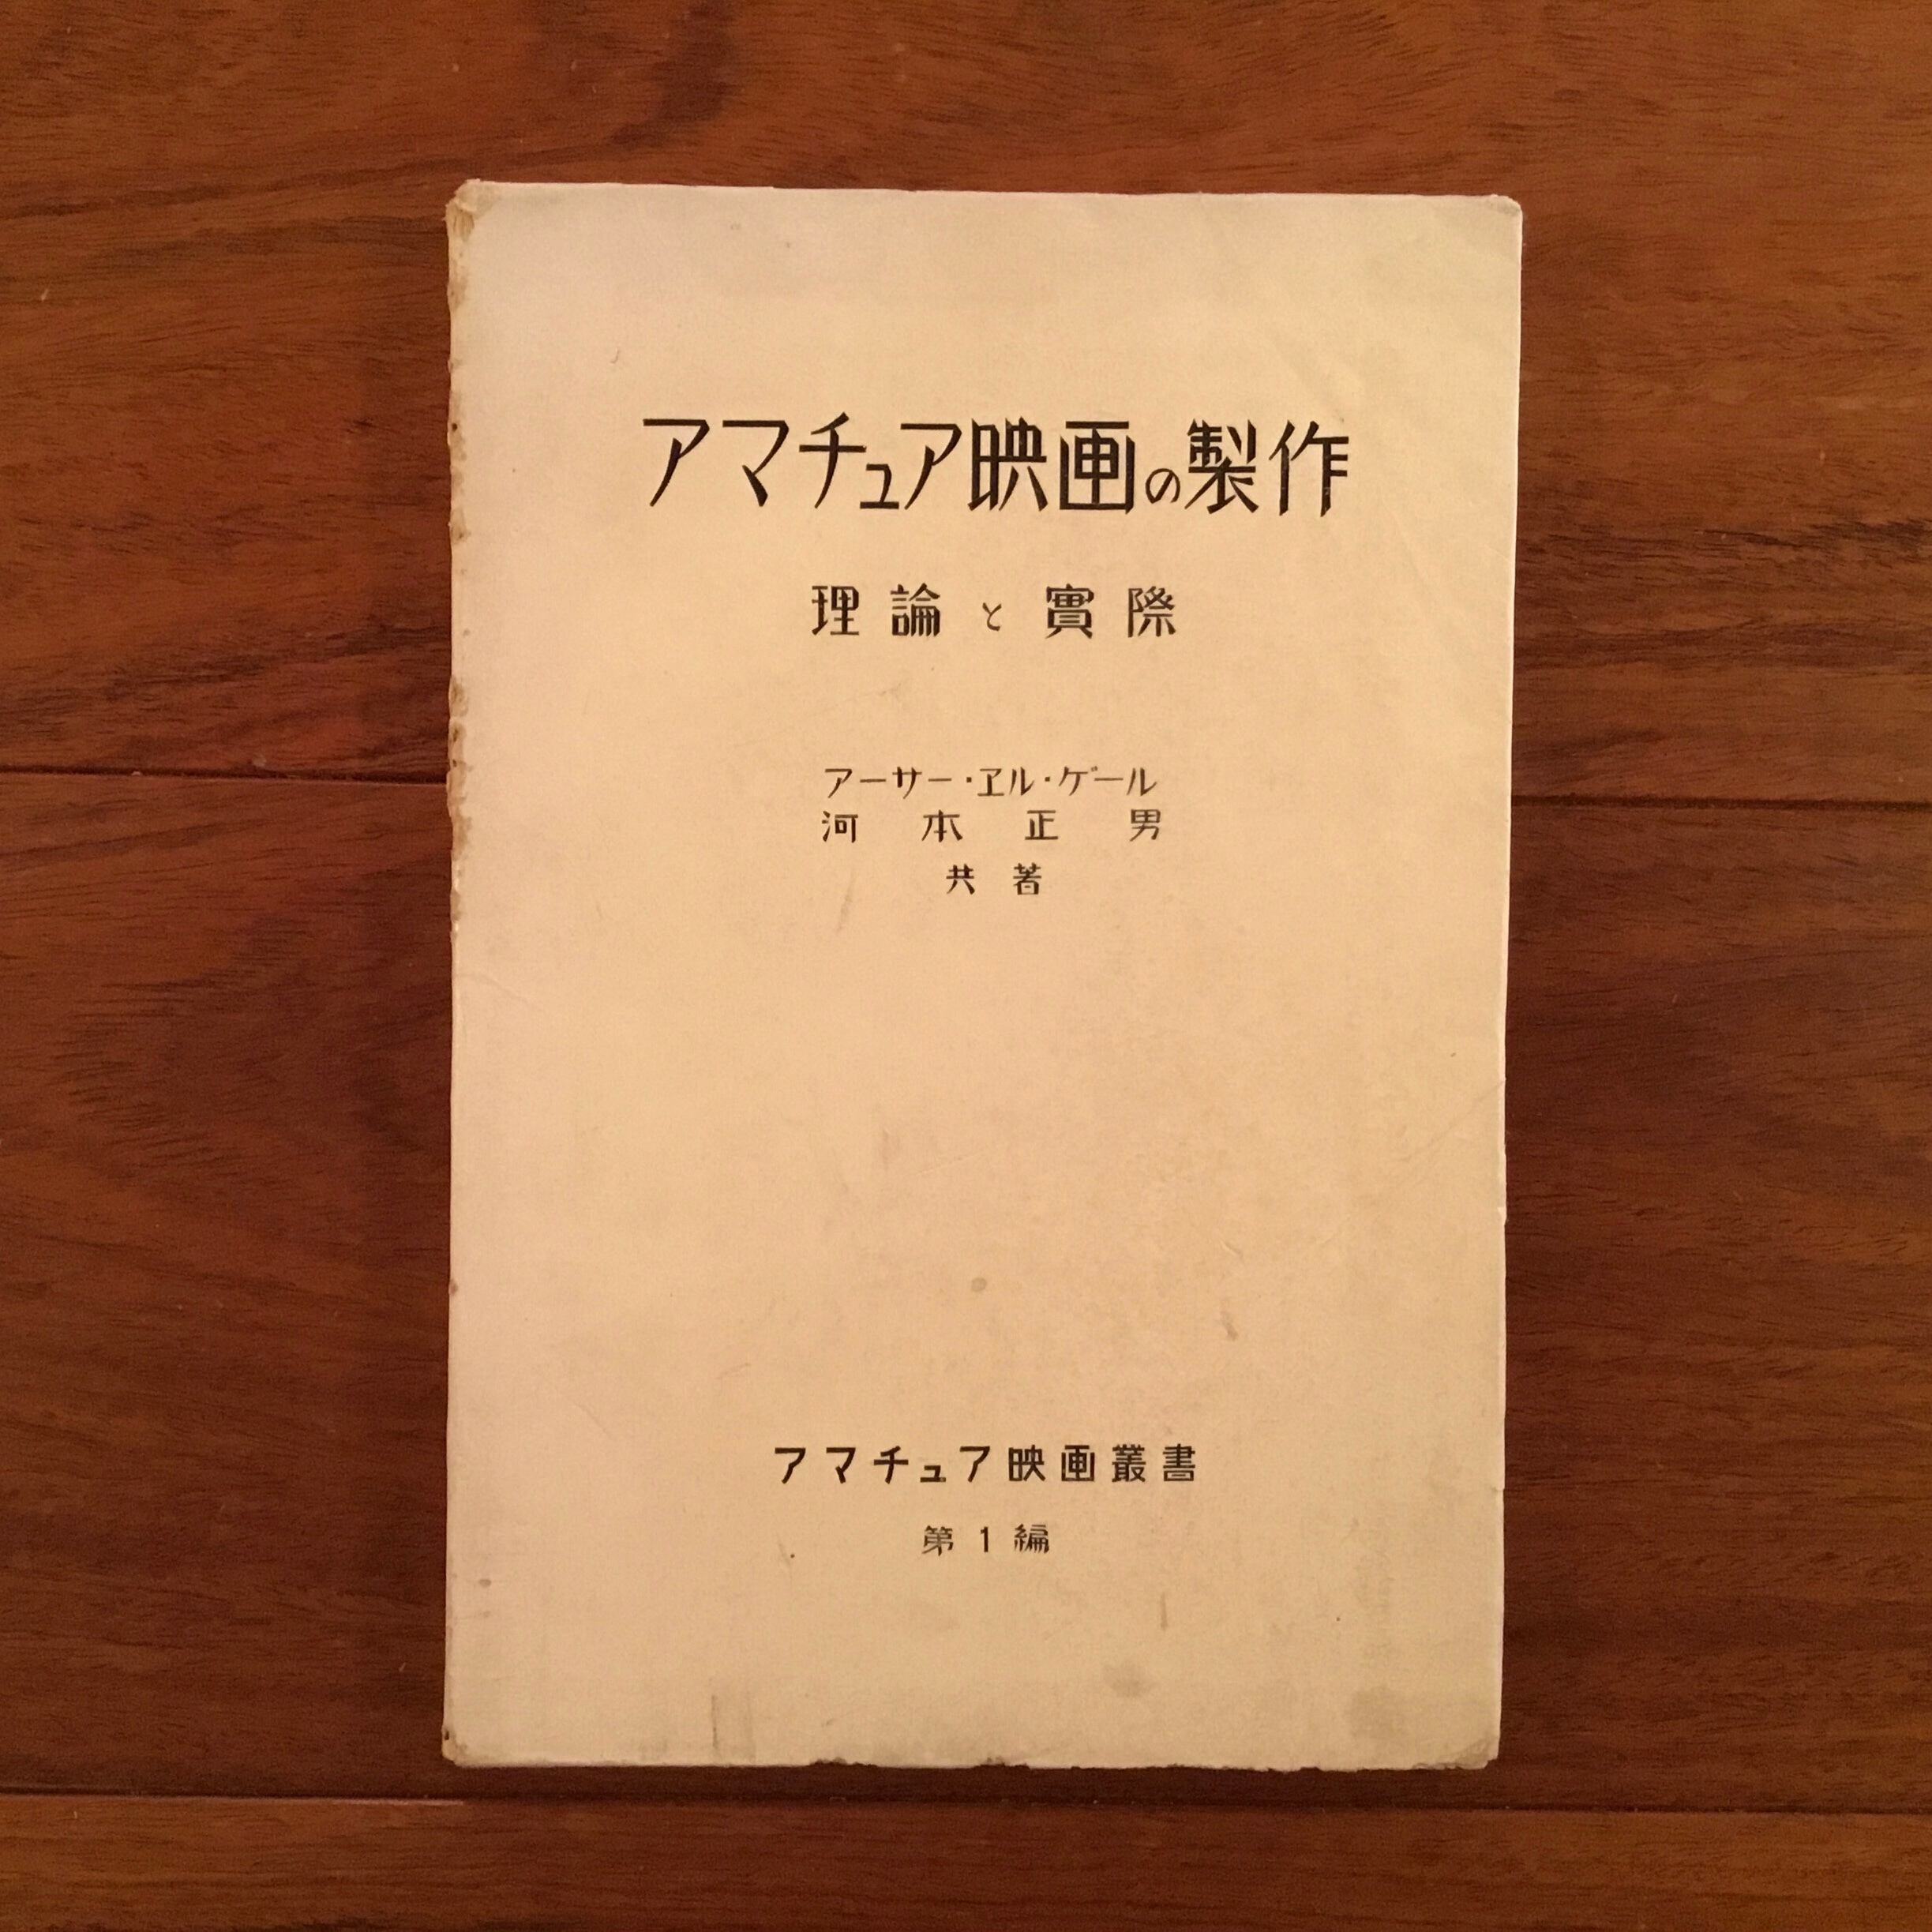 アマチュア映画の製作
理論と實際
アーサー・ヱル・ゲール
河本正男
共著
アマチュア映画叢書
第1編